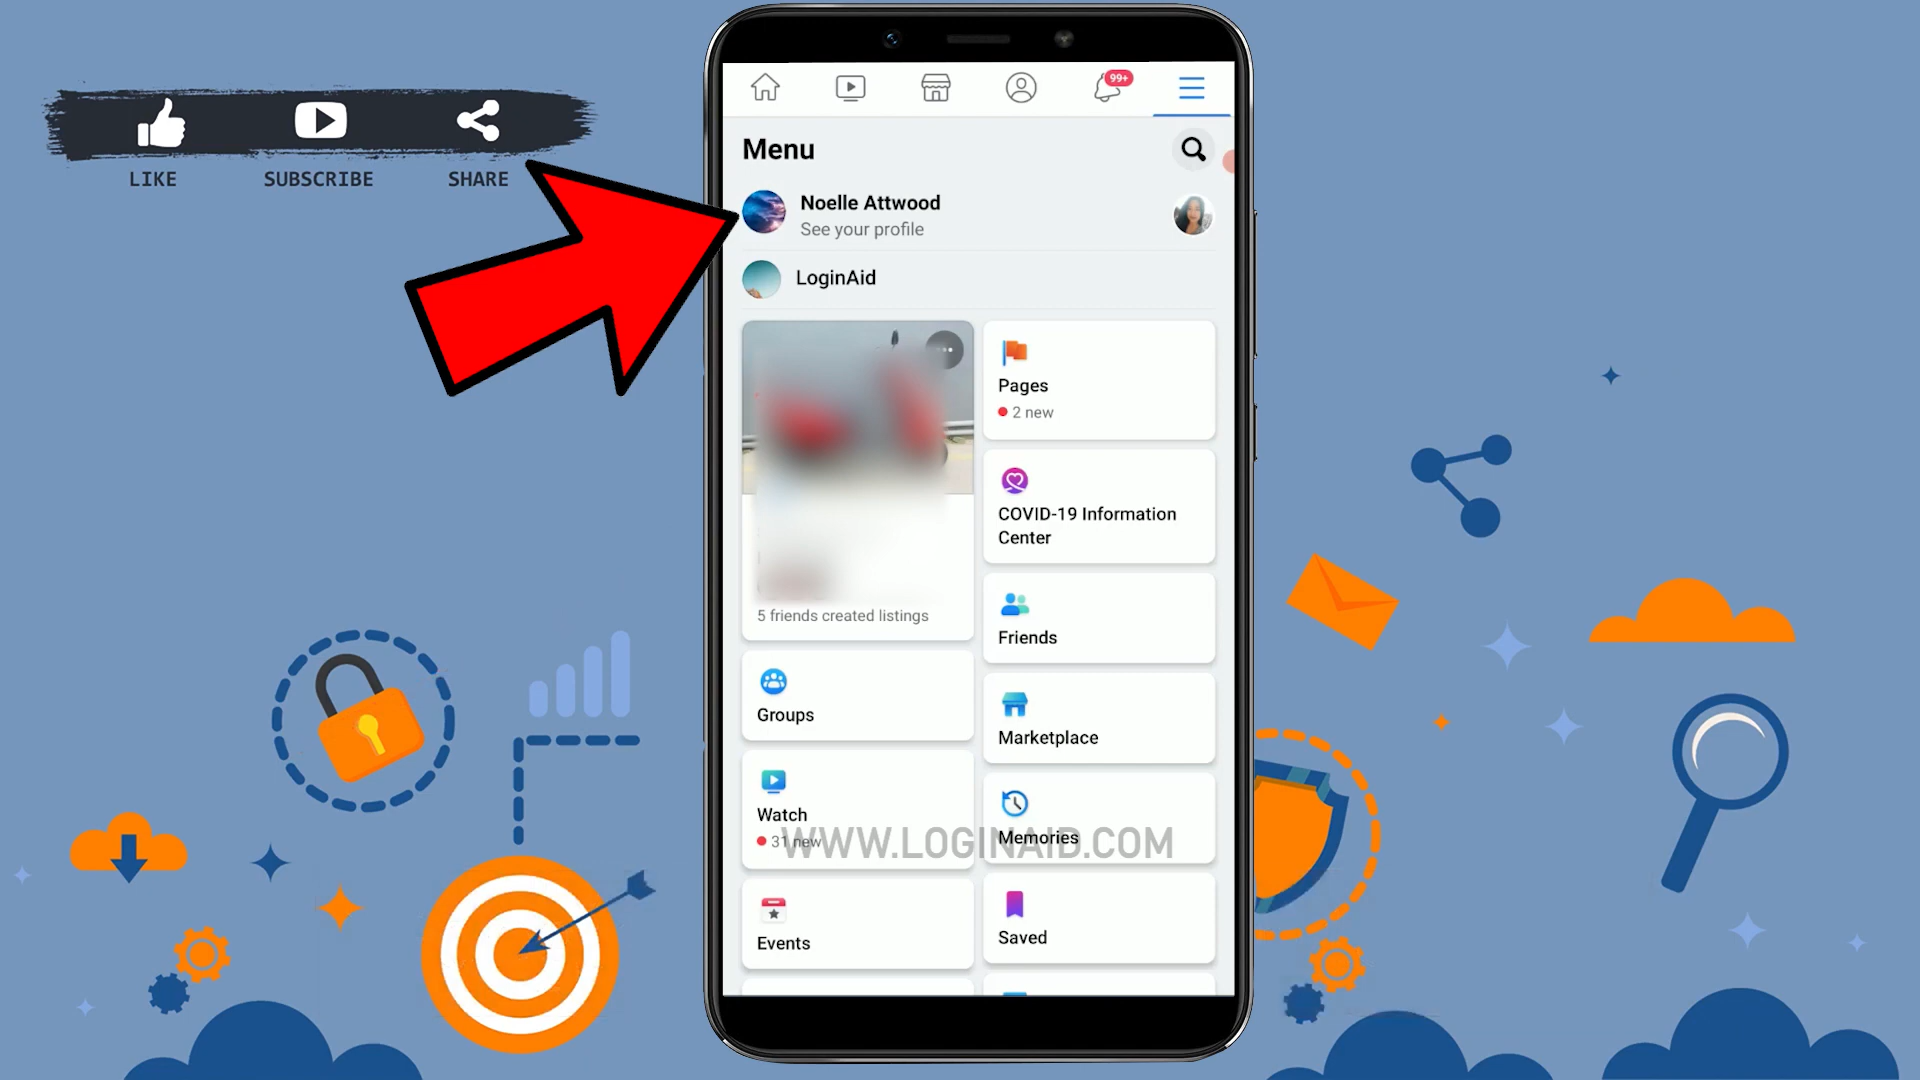 LIKE
SUBSCRIBE
SHARE
99+
Menu
Noelle Attwood
See your profile
LoginAid
Pages
2 new
COVID-19 Information
Center
5 friends created listings
Friends
Groups
Marketplace
Watch
31 new
Memories
WWW.LOGINAID.COM
Events
Saved